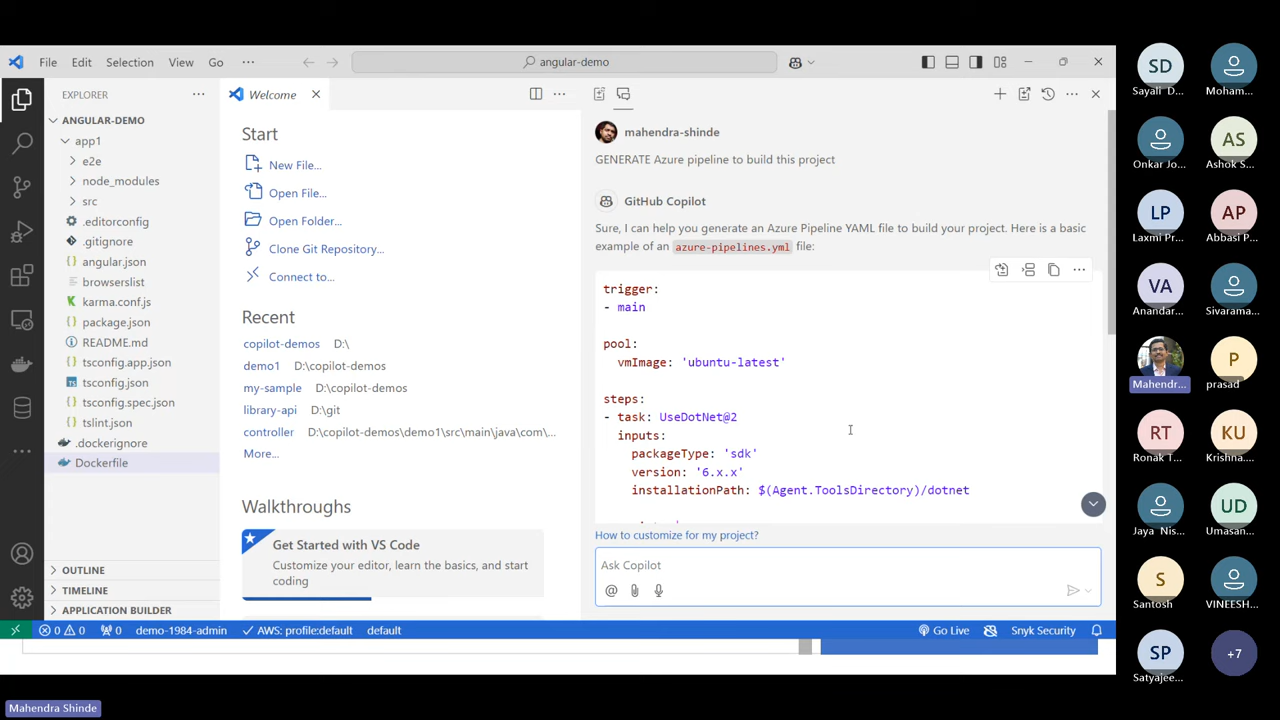 File Edit Selection View Go ··· angular-demo
EXPLORER
ANGULAR-DEMO
app1
e2e
node_modules
src
.editorconfig
.gitignore
angular.json
browserslist
karma.conf.js
package.json
README.md
tsconfig.app.json
tsconfig.json
tsconfig.spec.json
tslint.json
.dockerignore
Dockerfile
OUTLINE
TIMELINE
APPLICATION BUILDER
Welcome
Start
New File...
Open File...
Open Folder...
Clone Git Repository...
Connect to...
Recent
copilot-demos D:\
demo1 D:\copilot-demos
my-sample D:\copilot-demos
library-api D:\git
controller D:\copilot-demos\demo1\src\main\java\com\...
More...
Walkthroughs
Get Started with VS Code
Customize your editor, learn the basics, and start
coding
mahendra-shinde
GENERATE Azure pipeline to build this project
GitHub Copilot
Sure, I can help you generate an Azure Pipeline YAML file to build your project. Here is a basic
example of an azure-pipelines.yml file:
trigger:
- main
pool:
vmImage: 'ubuntu-latest'
steps:
- task: UseDotNet@2
inputs:
packageType: 'sdk'
version: '6.x.x'
installationPath: $(Agent.ToolsDirectory)/dotnet
How to customize for my project?
Ask Copilot
0 0 0 demo-1984-admin AWS: profile:default default Go Live Snyk Security
SD
Sayali D...
Moham...
Onkar Jo...
AS
Ashok S...
LP
Laxmi Pr...
AP
Abbasi P...
VA
Anandar...
Sivarama...
Mahendr...
P
prasad
RT
Ronak T...
KU
Krishna...
Jaya Nis...
UD
Umasan...
S
Santosh
VINEESH...
SP
Satyajee...
+7
Mahendra Shinde